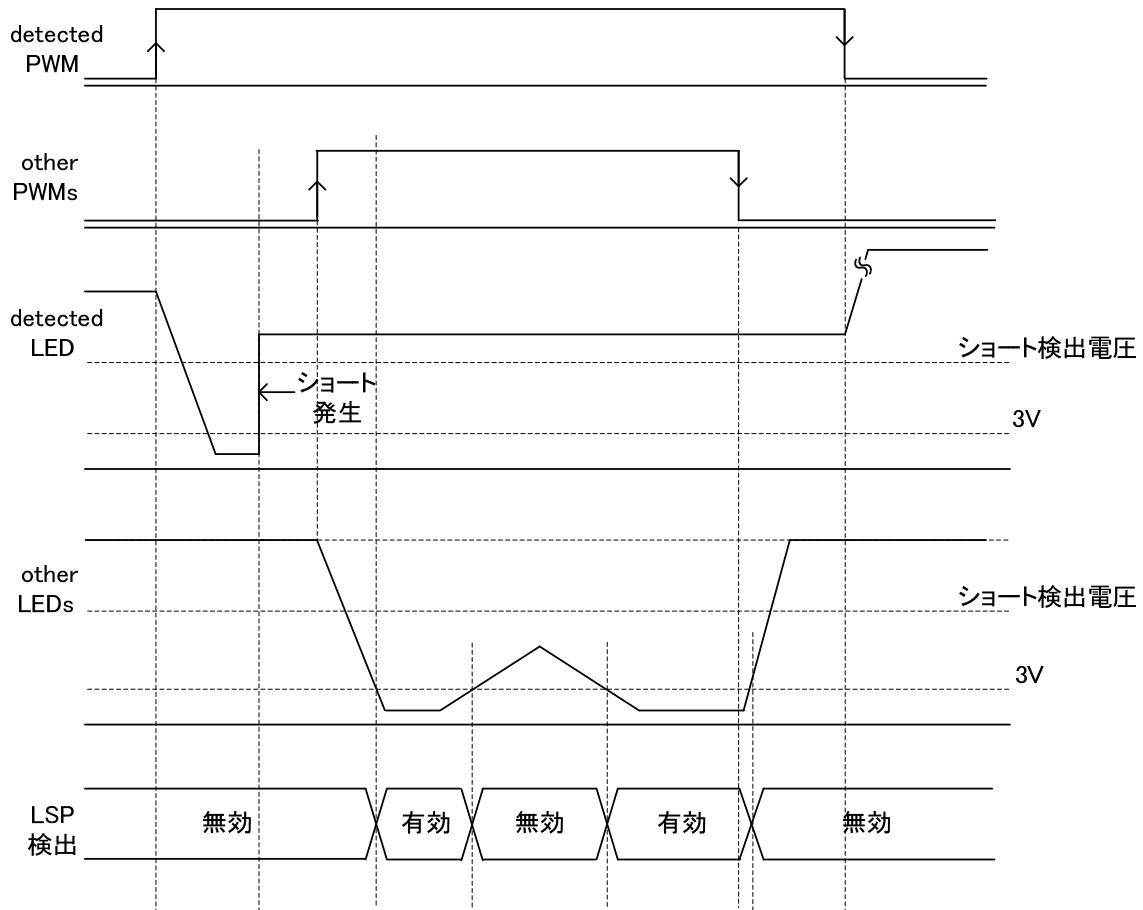 detected
PWM
other
PWMs
detected
LED
ショート検出電圧
ショート
発生
3V
other
LEDs
ショート検出電圧
3V
LSP
検出
無効
有効
無効
有効
無効